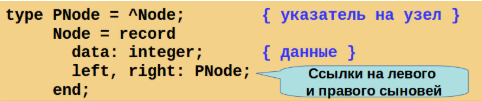 type PNode = ^Node; { указатель на узел }
Node = record
data: integer; { данные }
left, right: PNode;
end;
Ссылки на левого
и правого сыновей